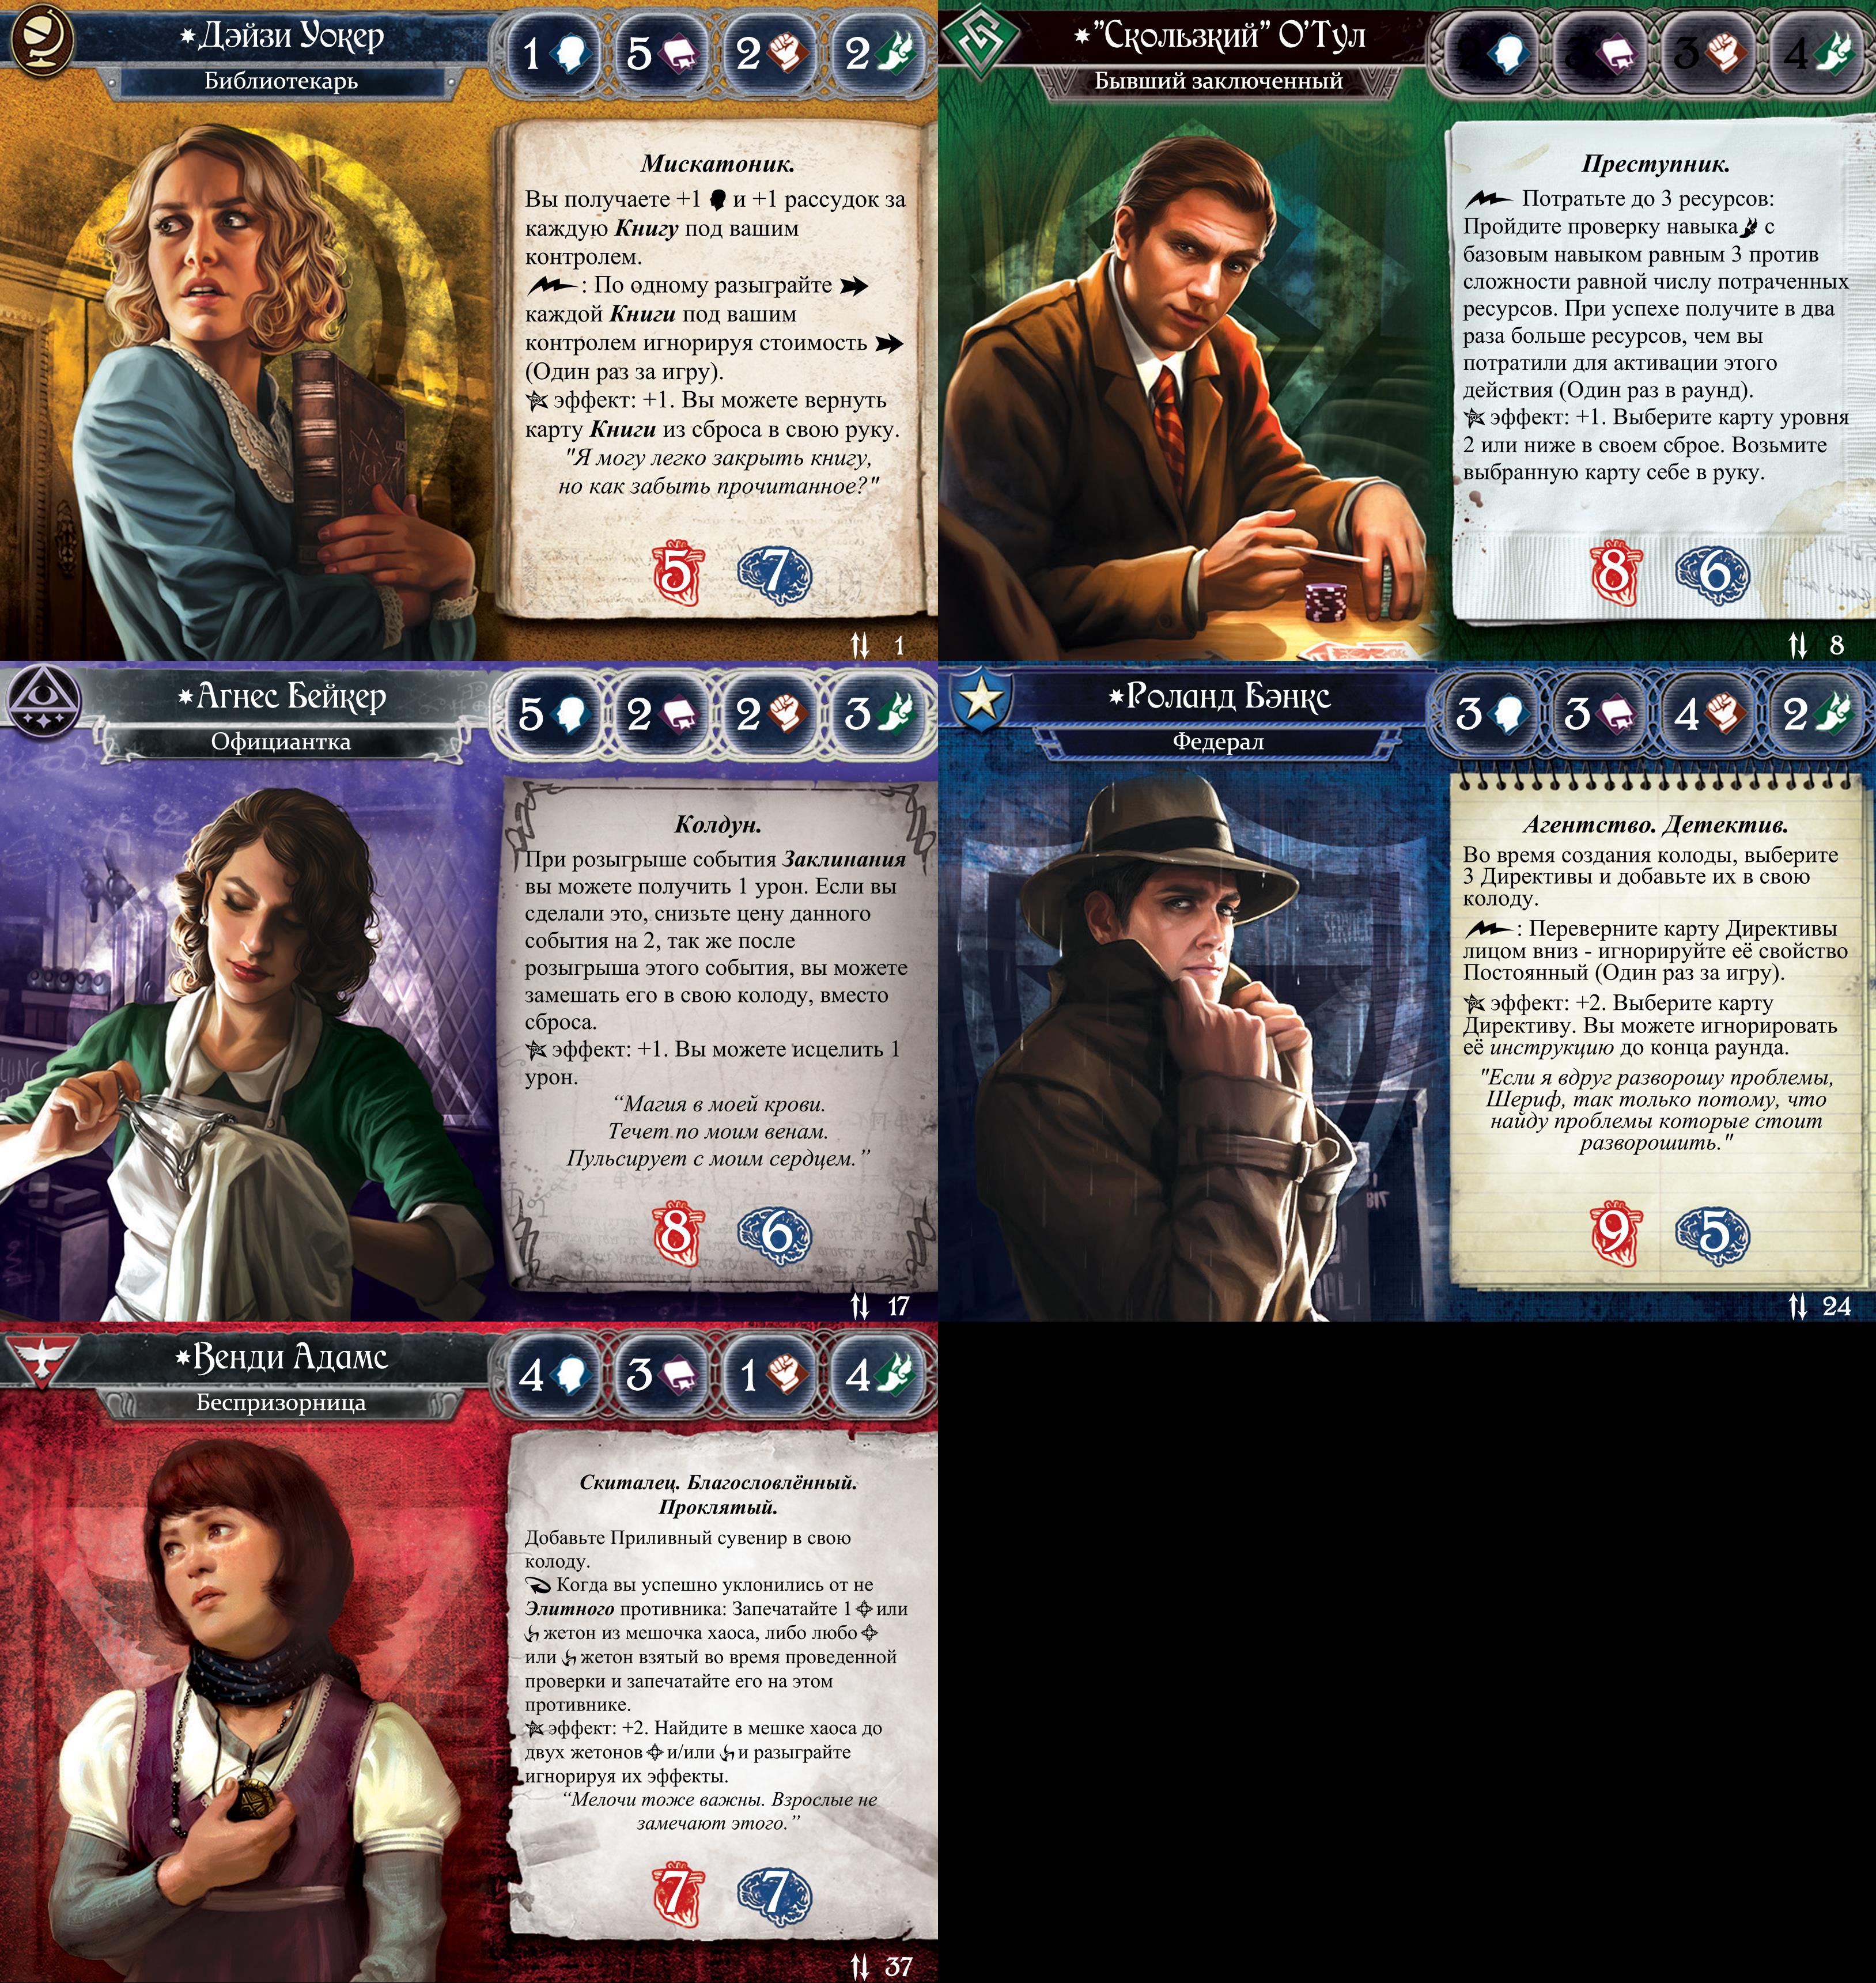 Дэйзи Уокер
1 5 2 2
Библиотекарь
Мискатоник.
Вы получаете +1 и +1 рассудок за
каждую Книгу под вашим
контролем.
: По одному разыграйте
каждой Книги под вашим
контролем игнорируя стоимость
(Один раз за игру).
эффект: +1. Вы можете вернуть
карту Книги из сброса в свою руку.
"Я могу легко закрыть книгу,
но как забыть прочитанное?"
5 7
1
"Скользкий" О'Тул
3 4
Бывший заключенный
Преступник.
Потратьте до 3 ресурсов:
Пройдите проверку навыка с
базовым навыком равным 3 против
сложности равной числу потраченных
ресурсов. При успехе получите в два
раза больше ресурсов, чем вы
потратили для активации этого
действия (Один раз в раунд).
эффект: +1. Выберите карту уровня
2 или ниже в своем сброе. Возьмите
выбранную карту себе в руку.
8 6
8
Агнес Бейкер
5 2 2 3
Официантка
Колдун.
При розыгрыше события Заклинания
вы можете получить 1 урон. Если вы
сделали это, снизьте цену данного
события на 2, так же после
розыгрыша этого события, вы можете
замешать его в свою колоду, вместо
сброса.
эффект: +1. Вы можете исцелить 1
урон.
“Магия в моей крови.
Течет по моим венам.
Пульсирует с моим сердцем.”
8 6
17
Роланд Бэнкс
3 3 4 2
Федерал
Агентство. Детектив.
Во время создания колоды, выберите
3 Директивы и добавьте их в свою
колоду.
: Переверните карту Директивы
лицом вниз - игнорируйте её свойство
Постоянный (Один раз за игру).
эффект: +2. Выберите карту
Директиву. Вы можете игнорировать
её инструкцию до конца раунда.
"Если я вдруг разворошу проблемы,
Шериф, так только потому, что
найду проблемы которые стоит
разворошить."
9 5
24
Венди Адамс
4 3 1 4
Беспризорница
Скиталец. Благословлённый.
Проклятый.
Добавьте Приливный сувенир в свою
колоду.
Когда вы успешно уклонились от не
Элитного противника: Запечатайте 1 или
жетон из мешочка хаоса, либо любо
или жетон взятый во время проведенной
проверки и запечатайте его на этом
противнике.
эффект: +2. Найдите в мешке хаоса до
двух жетонов и/или и разыграйте
игнорируя их эффекты.
“Мелочи тоже важны. Взрослые не
замечают этого.”
7 7
37